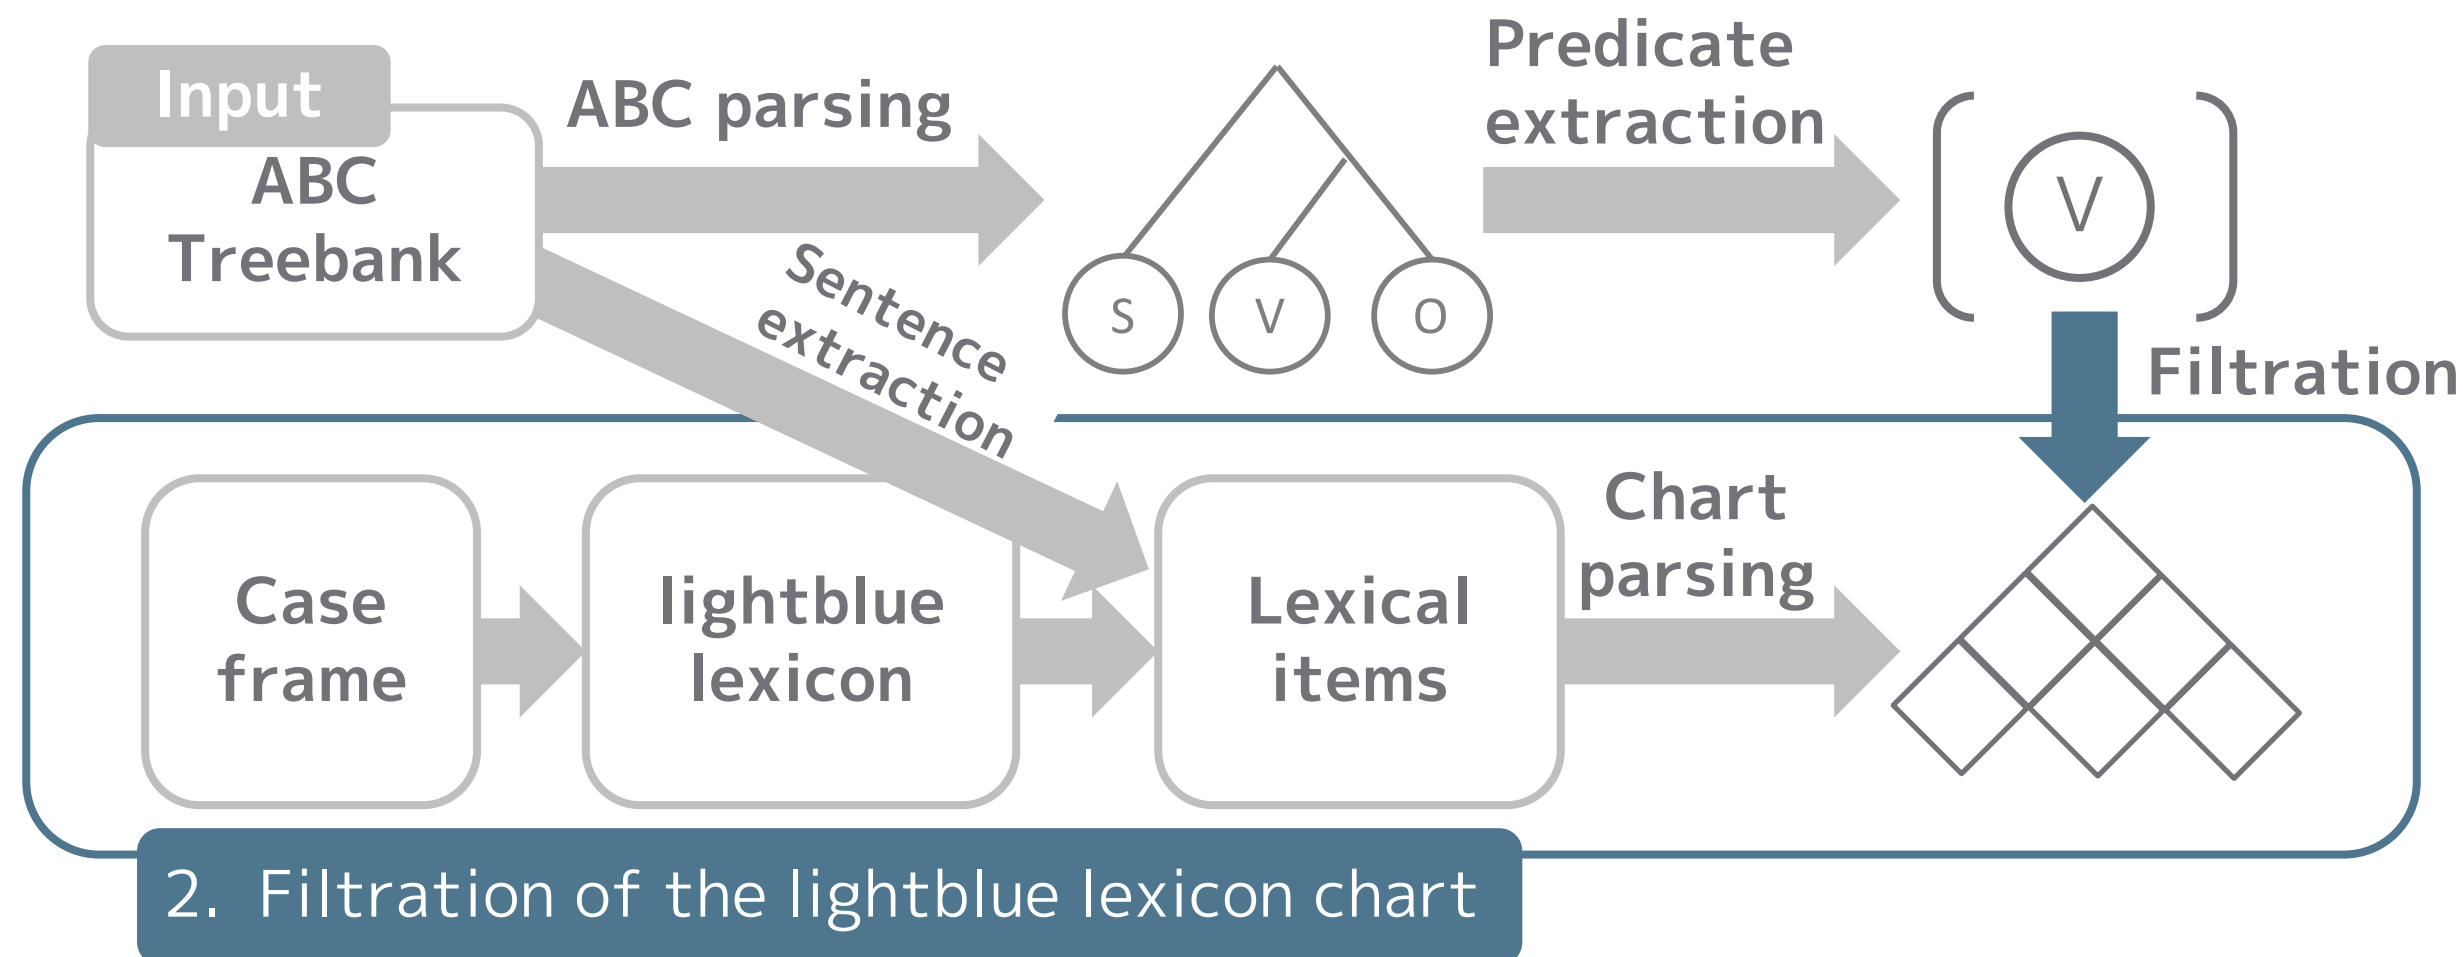 Input
ABC
Treebank
ABC parsing
Sentence
extraction
S
V
O
Predicate
extraction
V
Filtration
Case
frame
lightblue
lexicon
Lexical
items
Chart
parsing
2. Filtration of the lightblue lexicon chart